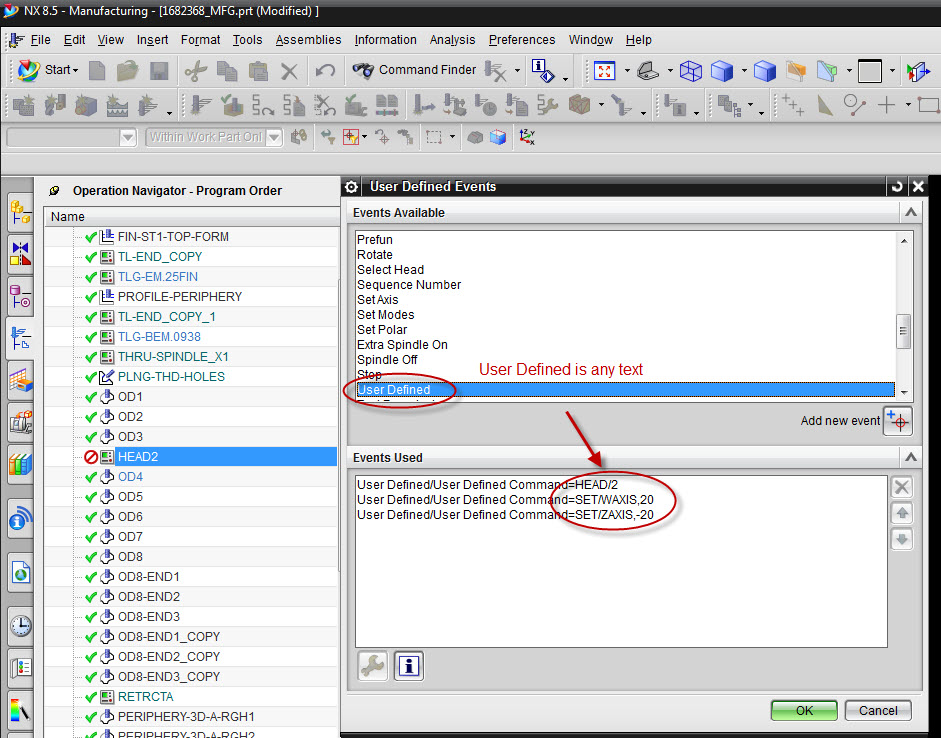 NX 8.5 - Manufacturing - [1682368_MFG.prt (Modified) ]
File Edit View Insert Format Tools Assemblies Information Analysis Preferences Window Help
Start Command Finder
Within Work Part Onl
Operation Navigator - Program Order
Name
FIN-ST1-TOP-FORM
TL-END_COPY
TLG-EM.25FIN
PROFILE-PERIPHERY
TL-END_COPY_1
TLG-BEM.0938
THRU-SPINDLE_X1
PLNG-THD-HOLES
OD1
OD2
OD3
HEAD2
OD4
OD5
OD6
OD7
OD8
OD8-END1
OD8-END2
OD8-END3
OD8-END1_COPY
OD8-END2_COPY
OD8-END3_COPY
RETRCTA
PERIPHERY-3D-A-RGH1
PERIPHERY-3D-A-RGH2
User Defined Events
Events Available
Prefun
Rotate
Select Head
Sequence Number
Set Axis
Set Modes
Set Polar
Extra Spindle On
Spindle Off
Stop
User Defined
User Defined is any text
Add new event
Events Used
User Defined/User Defined Command=HEAD/2
User Defined/User Defined Command=SET/WAXIS,20
User Defined/User Defined Command=SET/ZAXIS,-20
OK Cancel